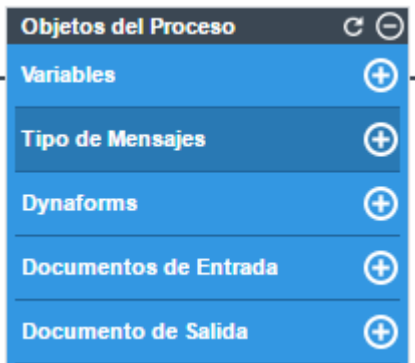 Objetos del Proceso
Variables
Tipo de Mensajes
Dynaforms
Documentos de Entrada
Documento de Salida